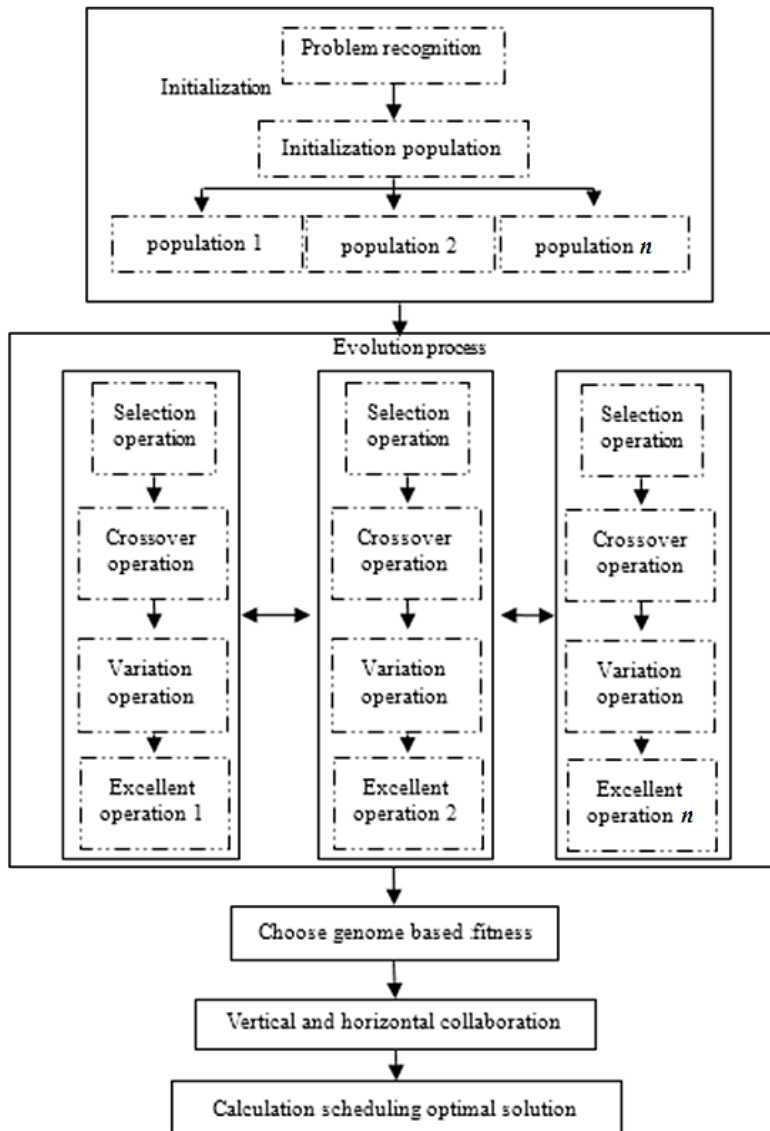 Problem recognition
Initialization
Initialization population
population 1
population 2
population n
Evolution process
Selection
operation
Crossover
operation
Variation
operation
Excellent
operation 1
Selection
operation
Crossover
operation
Variation
operation
Excellent
operation 2
Selection
operation
Crossover
operation
Variation
operation
Excellent
operation n
Choose genome based :fitness
Vertical and horizontal collaboration
Calculation scheduling optimal solution